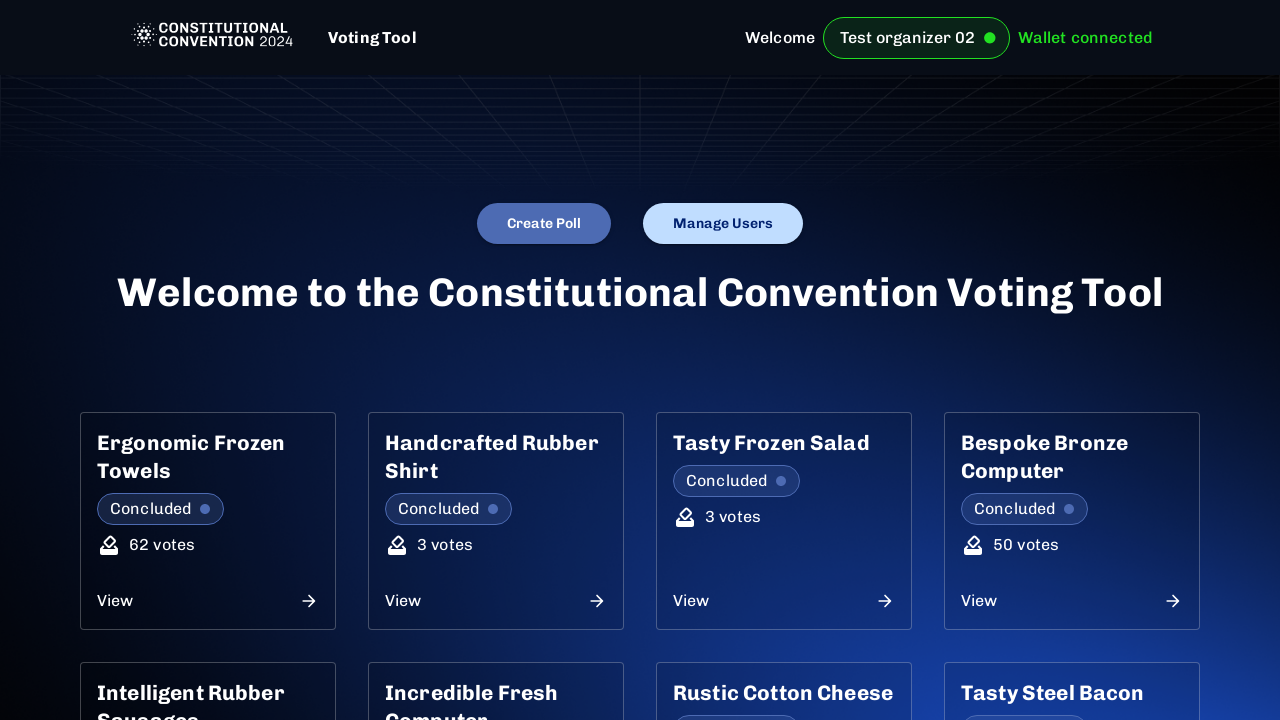 CONSTITUTIONAL
CONVENTION 2024
Voting Tool
Welcome
Test organizer 02
Wallet connected
Create Poll
Manage Users
Welcome to the Constitutional Convention Voting Tool
Ergonomic Frozen
Towels
Concluded
62 votes
View
Handcrafted Rubber
Shirt
Concluded
3 votes
View
Tasty Frozen Salad
Concluded
3 votes
View
Bespoke Bronze
Computer
Concluded
50 votes
View
Intelligent Rubber
Sausages
Incredible Fresh
Computer
Rustic Cotton Cheese
Tasty Steel Bacon